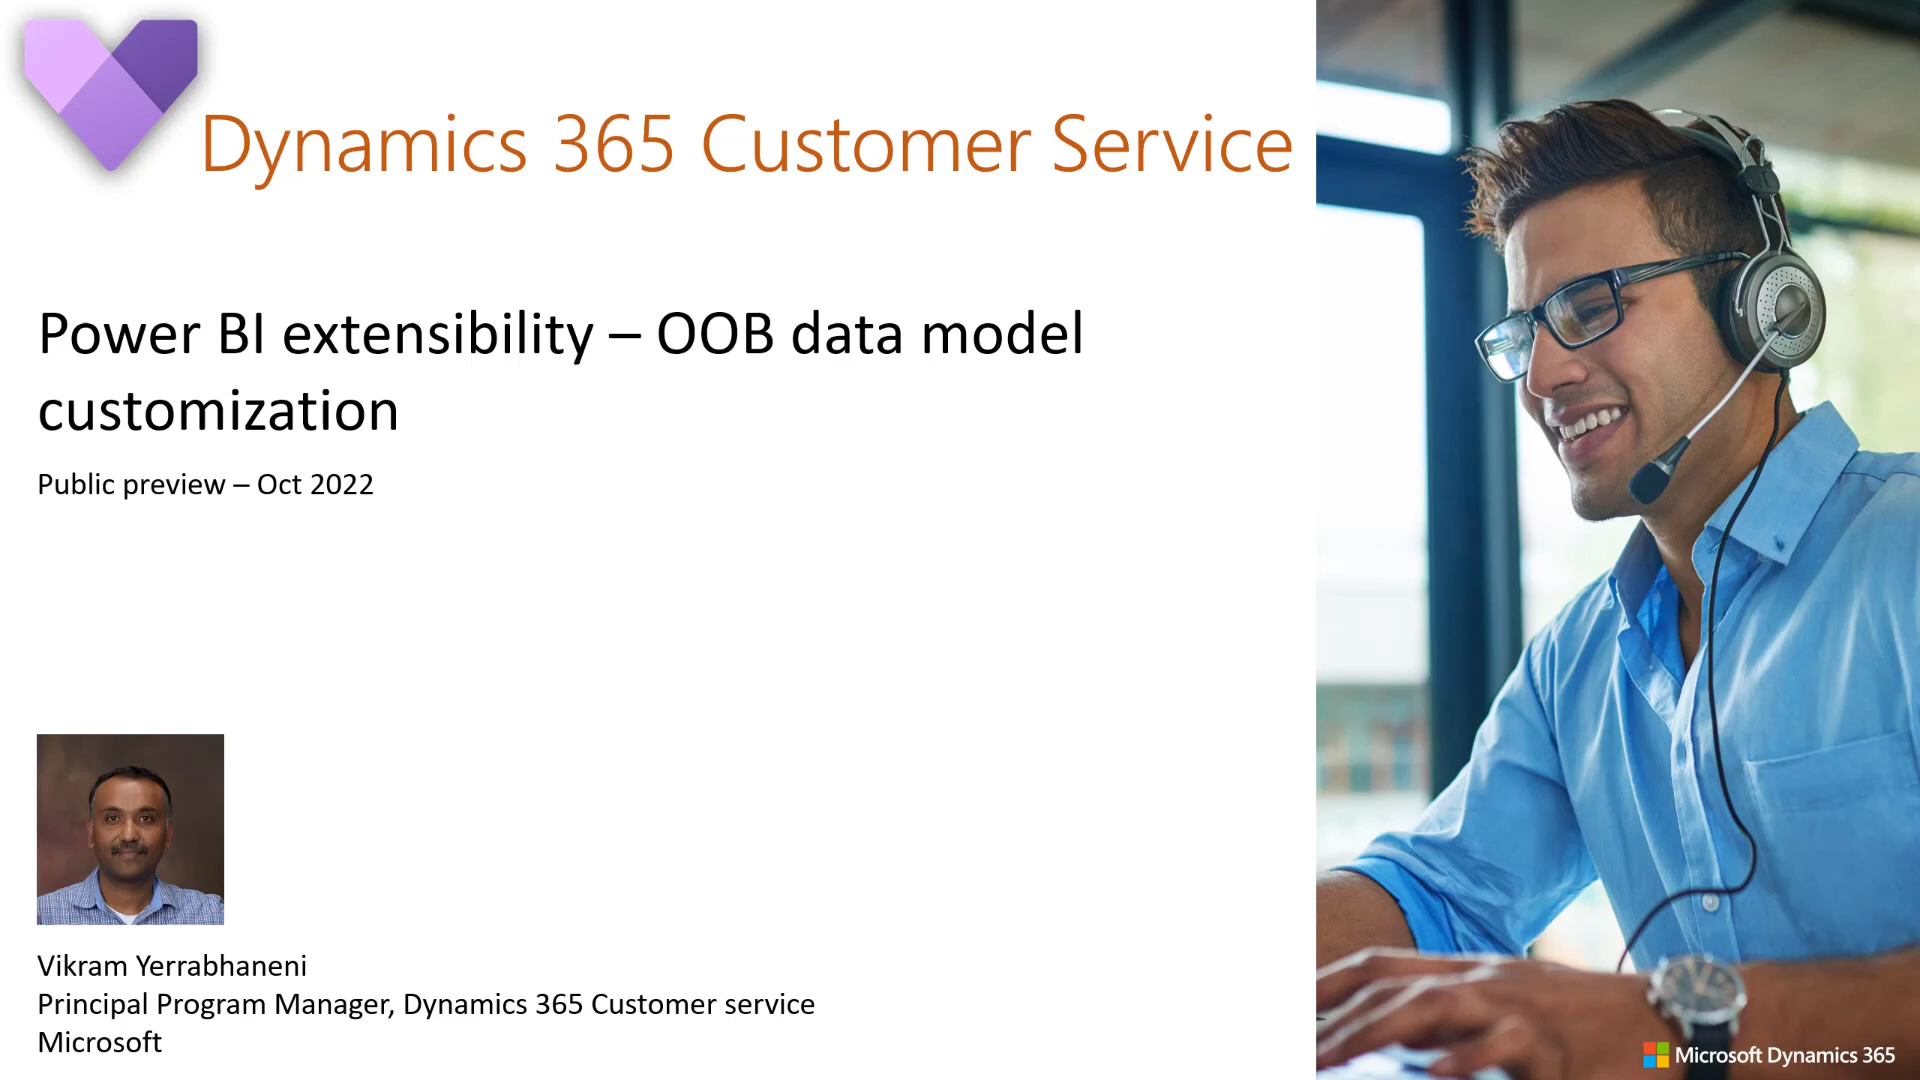 Dynamics 365 Customer Service
Power BI extensibility – OOB data model
customization
Public preview – Oct 2022
Vikram Yerrabhaneni
Principal Program Manager, Dynamics 365 Customer service
Microsoft
Microsoft Dynamics 365